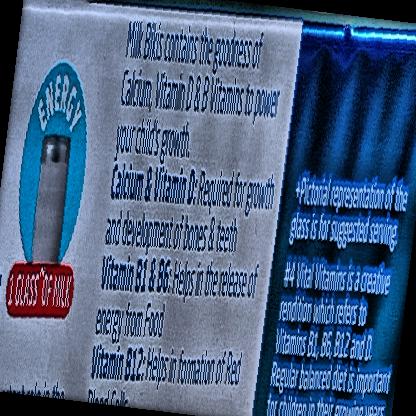 ENERGY
1 GLASS* OF MILK
Milk Bikis contains the goodness of
Calcium, Vitamin D & B Vitamins to power
your child's growth.
Calcium & Vitamin D: Required for growth
and development of bones & teeth
Vitamin B1 & B6: Helps in the release of
energy from food
Vitamin B12: Helps in formation of Red
Blood Cells
*Pictorial representation of the
glass is for suggested serving.
#4 Vital Vitamins is a creative
rendition which refers to
Vitamins B1, B6, B12 and D.
Regular balanced diet is important
for children in their growing years